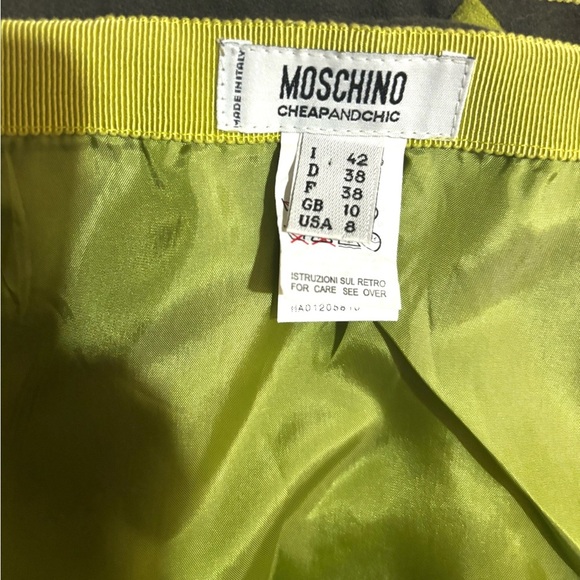 MADE IN ITALY
MOSCHINO
CHEAPANDCHIC
I 42
D 38
F 38
GB 10
USA 8
ISTRUZIONI SUL RETRO
FOR CARE SEE OVER